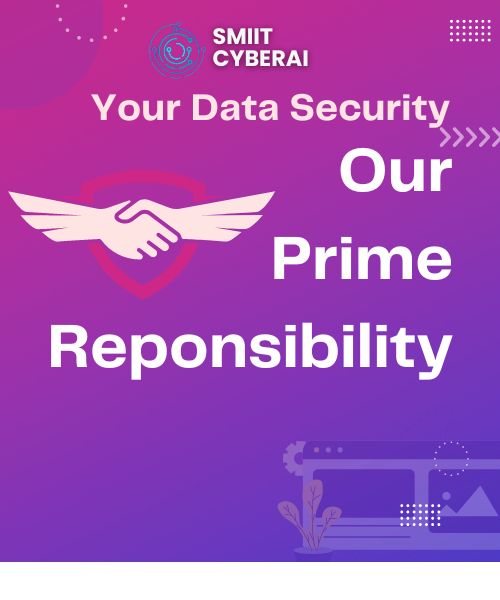 SMIIT
CYBERAI
Your Data Security
Our
Prime
Reponsibility